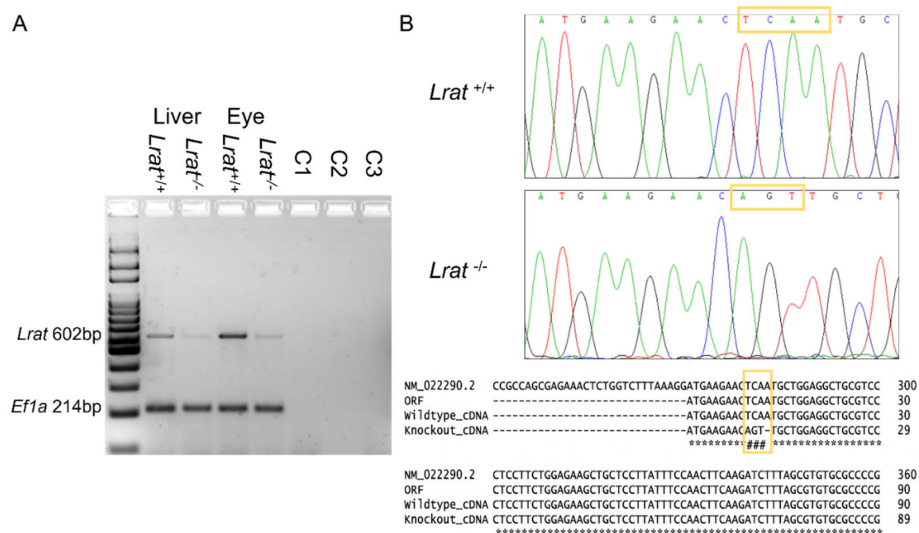 A
B
Liver Eye
Lrat+/+ Lrat-/- Lrat+/+ Lrat-/- C1 C2 C3
Lrat 602bp
Ef1a 214bp
A T G A A G A A C T C A A T G C
Lrat +/+
A T G A A G A A C A G T T G C T G
Lrat -/-
NM_022290.2 CCGCCAGCGAGAAACTCTGGTCTTTAAAGGATGAAGAACTCAATGCTGGAGGCTGCGTCC 300
ORF ------------------------------ATGAAGAACTCAATGCTGGAGGCTGCGTCC 30
Wildtype_cDNA ------------------------------ATGAAGAACTCAATGCTGGAGGCTGCGTCC 30
Knockout_cDNA ------------------------------ATGAAGAACAGT-TGCTGGAGGCTGCGTCC 29
*********### *****************
NM_022290.2 CTCCTTCTGGAGAAGCTGCTCCTTATTTCCAACTTCAAGATCTTTAGCGTGTGCGCCCCG 360
ORF CTCCTTCTGGAGAAGCTGCTCCTTATTTCCAACTTCAAGATCTTTAGCGTGTGCGCCCCG 90
Wildtype_cDNA CTCCTTCTGGAGAAGCTGCTCCTTATTTCCAACTTCAAGATCTTTAGCGTGTGCGCCCCG 90
Knockout_cDNA CTCCTTCTGGAGAAGCTGCTCCTTATTTCCAACTTCAAGATCTTTAGCGTGTGCGCCCCG 89
************************************************************